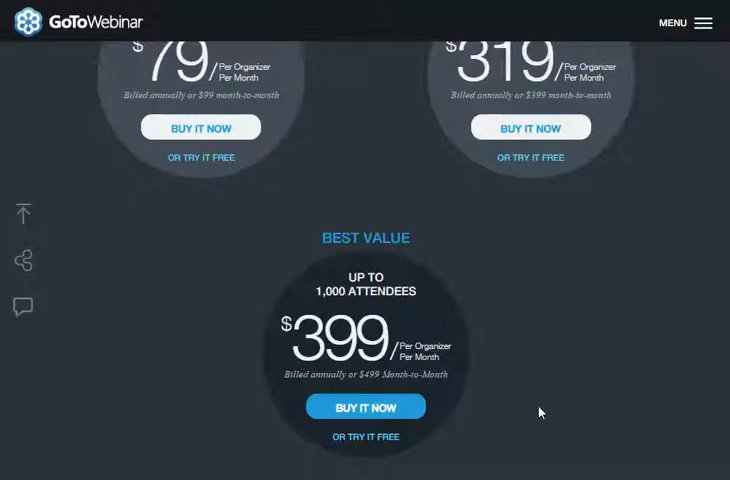 GoToWebinar
MENU
$79/Per Organizer
Per Month
Billed annually or $99 month-to-month
BUY IT NOW
OR TRY IT FREE
$319/Per Organizer
Per Month
Billed annually or $399 month-to-month
BUY IT NOW
OR TRY IT FREE
BEST VALUE
UP TO
1,000 ATTENDEES
$399/Per Organizer
Per Month
Billed annually or $499 Month-to-Month
BUY IT NOW
OR TRY IT FREE